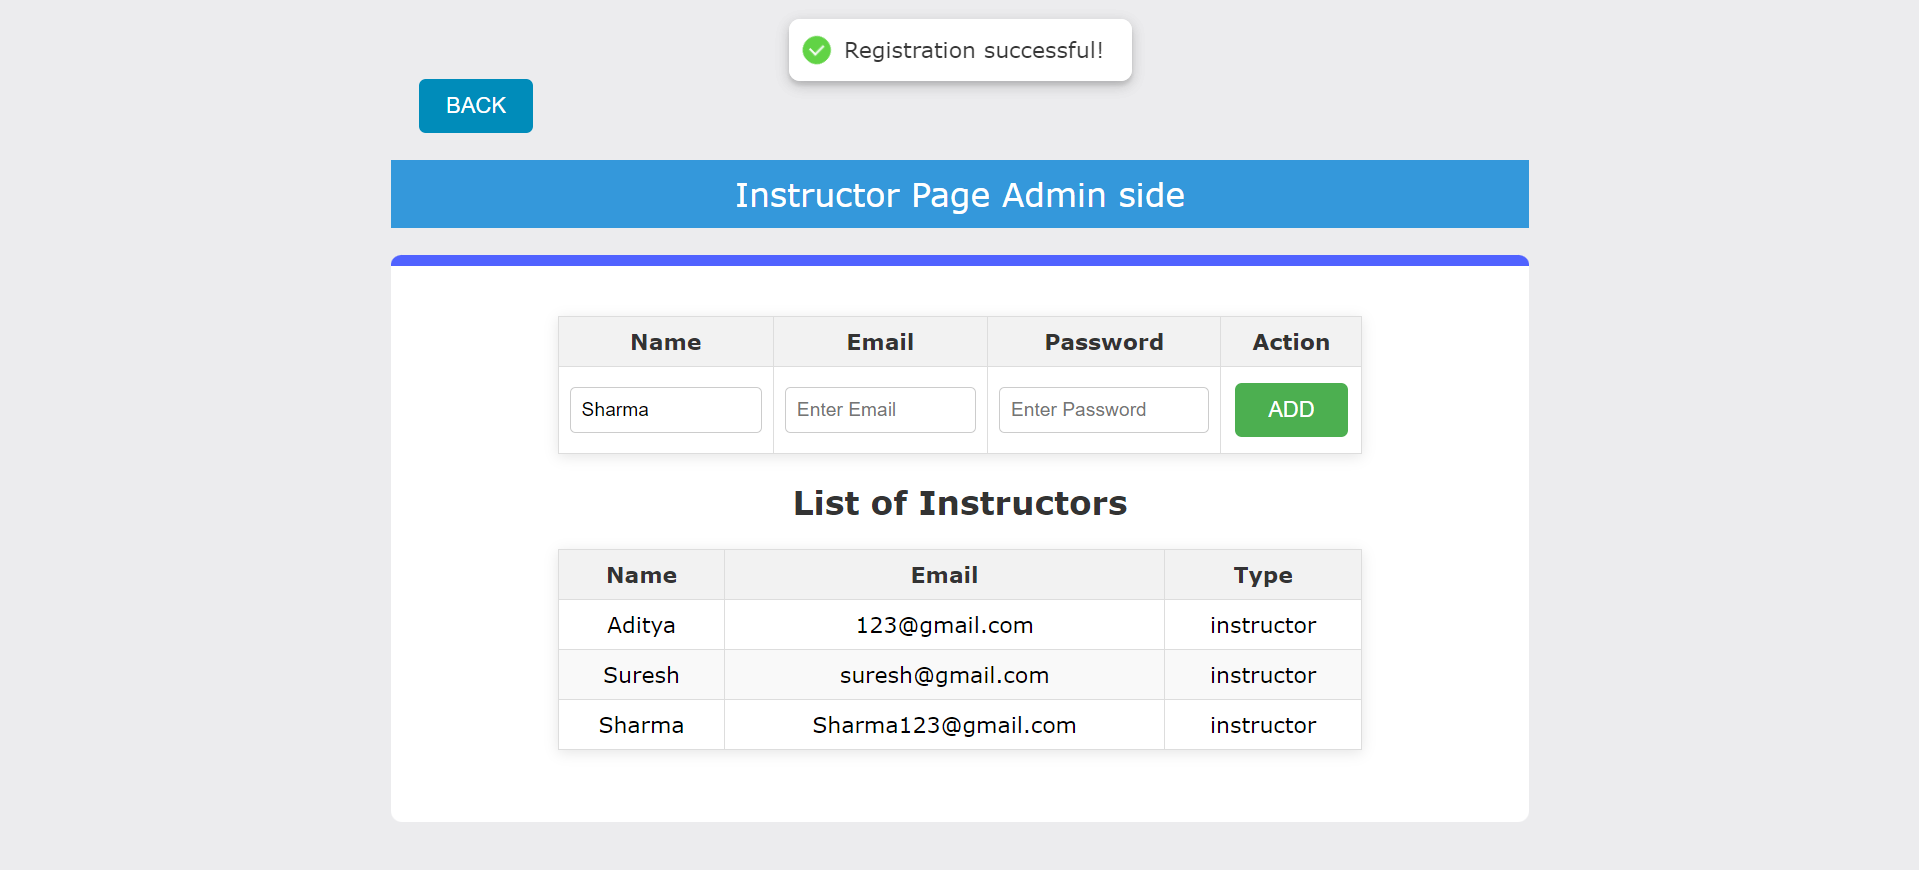 Registration successful!
BACK
Instructor Page Admin side
Name Email Password Action
Sharma Enter Email Enter Password ADD
List of Instructors
Name Email Type
Aditya 123@gmail.com instructor
Suresh suresh@gmail.com instructor
Sharma Sharma123@gmail.com instructor